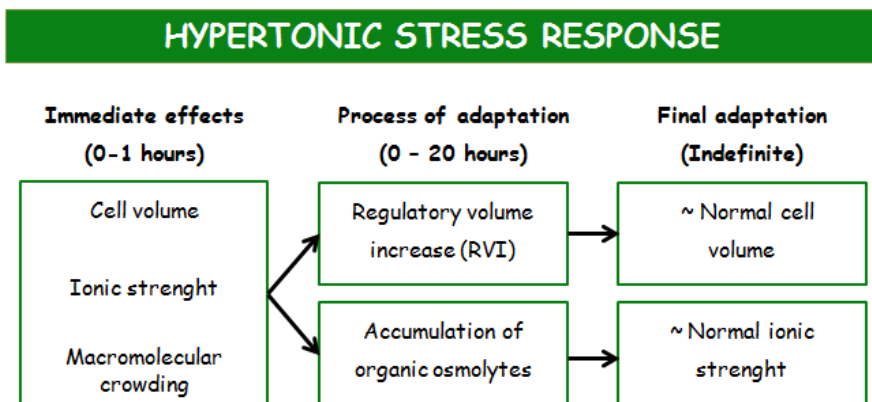 HYPERTONIC STRESS RESPONSE
Immediate effects
(0-1 hours)
Cell volume
Ionic strenght
Macromolecular
crowding
Process of adaptation
(0 - 20 hours)
Regulatory volume
increase (RVI)
Accumulation of
organic osmolytes
Final adaptation
(Indefinite)
~ Normal cell
volume
~ Normal ionic
strenght